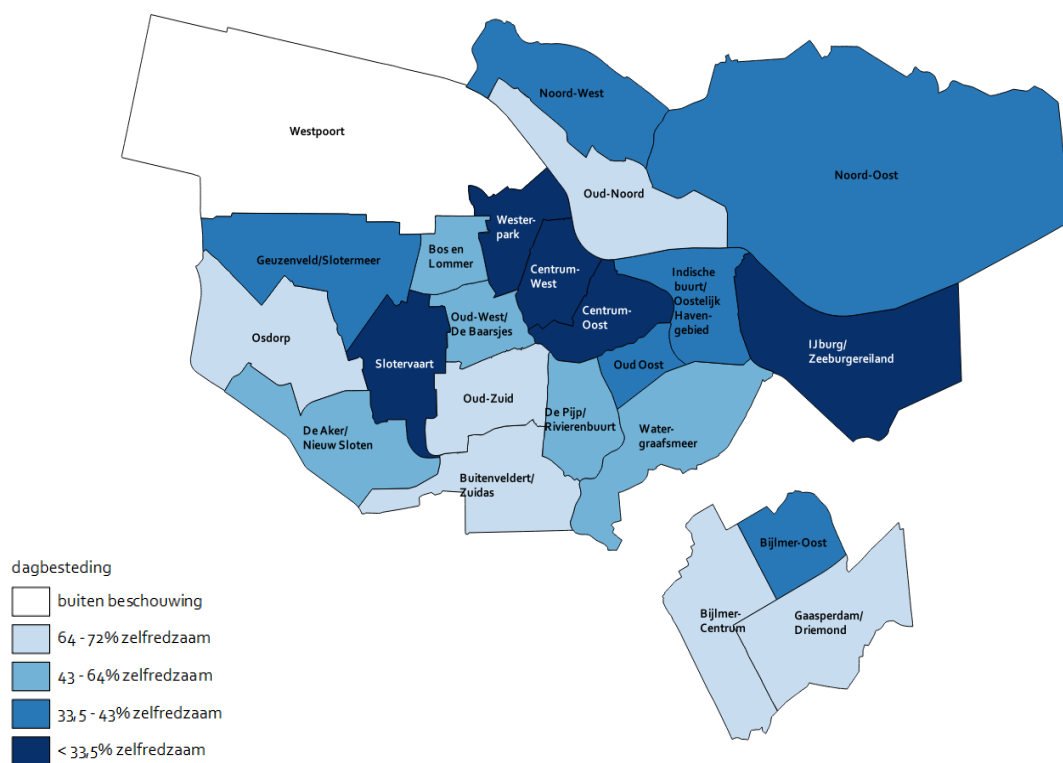 Noord-West
Westpoort
Noord-Oost
Oud-Noord
Wester-
park
Bos en
Lommer
Geuzenveld/Slotermeer
Centrum-
West
Indische
buurt/
Oostelijk
Haven-
gebied
Centrum-
Oost
Oud-West/
De Baarsjes
Osdorp
IJburg/
Zeeburgereiland
Slotervaart
Oud Oost
Oud-Zuid
De Pijp/
Rivierenbuurt
De Aker/
Nieuw Sloten
Water-
graafsmeer
Buitenveldert/
Zuidas
Bijlmer-Oost
Bijlmer-
Centrum
Gaasperdam/
Driemond
dagbesteding
buiten beschouwing
64 - 72% zelfredzaam
43 - 64% zelfredzaam
33,5 - 43% zelfredzaam
< 33,5% zelfredzaam